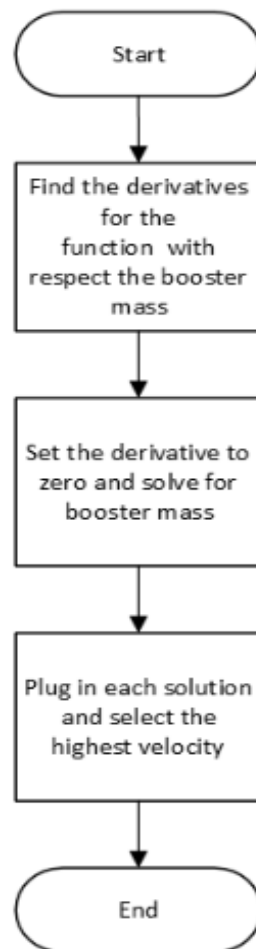 Start
Find the derivatives
for the
function with
respect the booster
mass
Set the derivative to
zero and solve for
booster mass
Plug in each solution
and select the
highest velocity
End